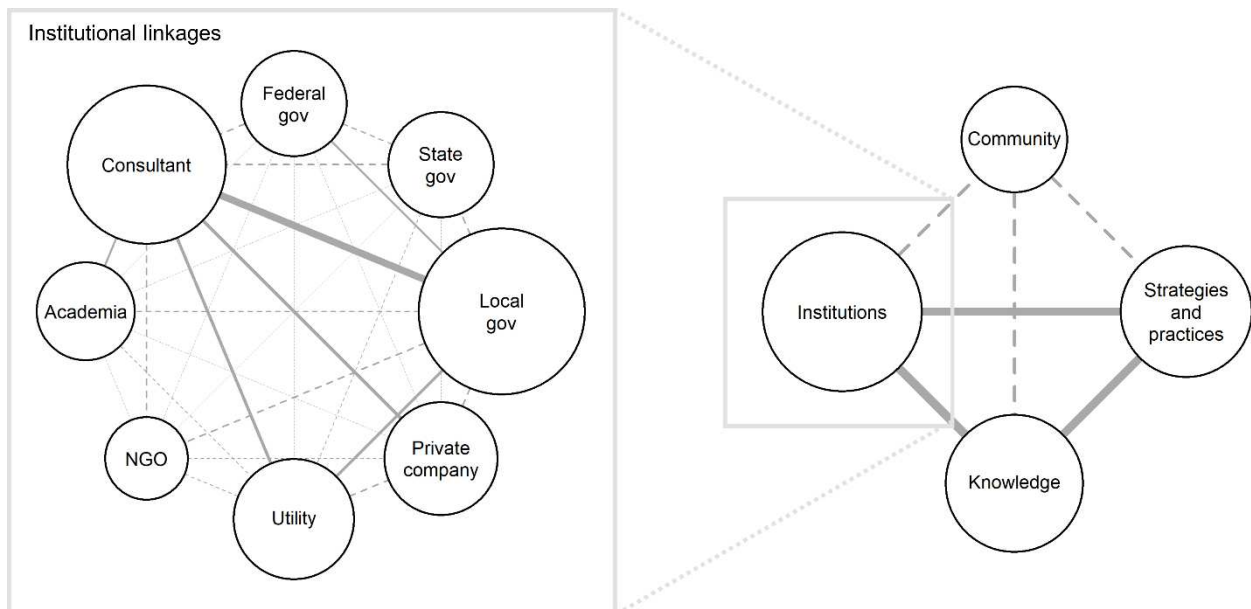 Institutional linkages
Federal
gov
State
gov
Consultant
Local
gov
Academia
NGO
Utility
Private
company
Community
Institutions
Strategies
and
practices
Knowledge